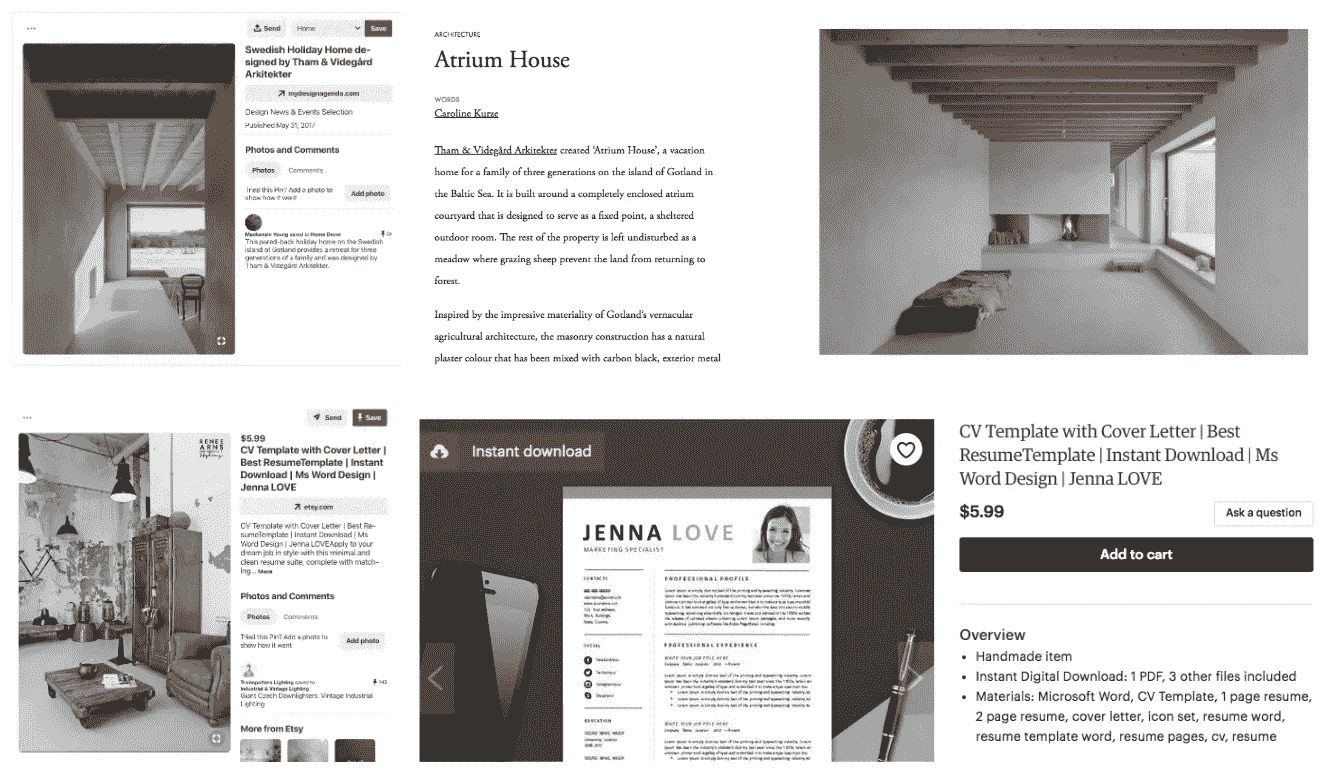 Send
Home
Save
Swedish Holiday Home de-
signed by Tham & Videgård
Arkitekter
mydesignagenda.com
Design News & Events Selection
Published May 31, 2017
Photos and Comments
Photos
Comments
Tried this Pin? Add a photo to
show how it went
Add photo
Mackenzie Young saved to Home Decor
This pared-back holiday home on the Swedish
island of Gotland provides a retreat for three
generations of a family and was designed by
Tham & Videgård Arkitekter.
ARCHITECTURE
Atrium House
WORDS
Caroline Kurze
Tham & Videgård Arkitekter created ‘Atrium House’, a vacation
home for a family of three generations on the island of Gotland in
the Baltic Sea. It is built around a completely enclosed atrium
courtyard that is designed to serve as a fixed point, a sheltered
outdoor room. The rest of the property is left undisturbed as a
meadow where grazing sheep prevent the land from returning to
forest.
Inspired by the impressive materiality of Gotland’s vernacular
agricultural architecture, the masonry construction has a natural
plaster colour that has been mixed with carbon black, exterior metal
Send
Save
RENEE
ARNS
$5.99
CV Template with Cover Letter |
Best ResumeTemplate | Instant
Download | Ms Word Design |
Jenna LOVE
etsy.com
CV Template with Cover Letter | Best Re-
sumeTemplate | Instant Download | Ms
Word Design | Jenna LOVEApply to your
dream job in style with this minimal and
clean resume suite, complete with match-
ing... More
Photos and Comments
Photos
Comments
Tried this Pin? Add a photo to
show how it went
Add photo
Trainspotters Lighting saved to
Industrial & Vintage Lighting
143
Giant Czech Downlighters. Vintage Industrial
Lighting
More from Etsy
Instant download
JENNA LOVE
MARKETING SPECIALIST
CONTACTS
SOCIAL
EDUCATION
PROFESSIONAL PROFILE
PROFESSIONAL EXPERIENCE
CV Template with Cover Letter | Best
ResumeTemplate | Instant Download | Ms
Word Design | Jenna LOVE
$5.99
Ask a question
Add to cart
Overview
Handmade item
Instant Digital Download: 1 PDF, 3 other files included
Materials: Microsoft Word, CV Template, 1 page resume,
2 page resume, cover letter, icon set, resume word,
resume template word, resume pages, cv, resume